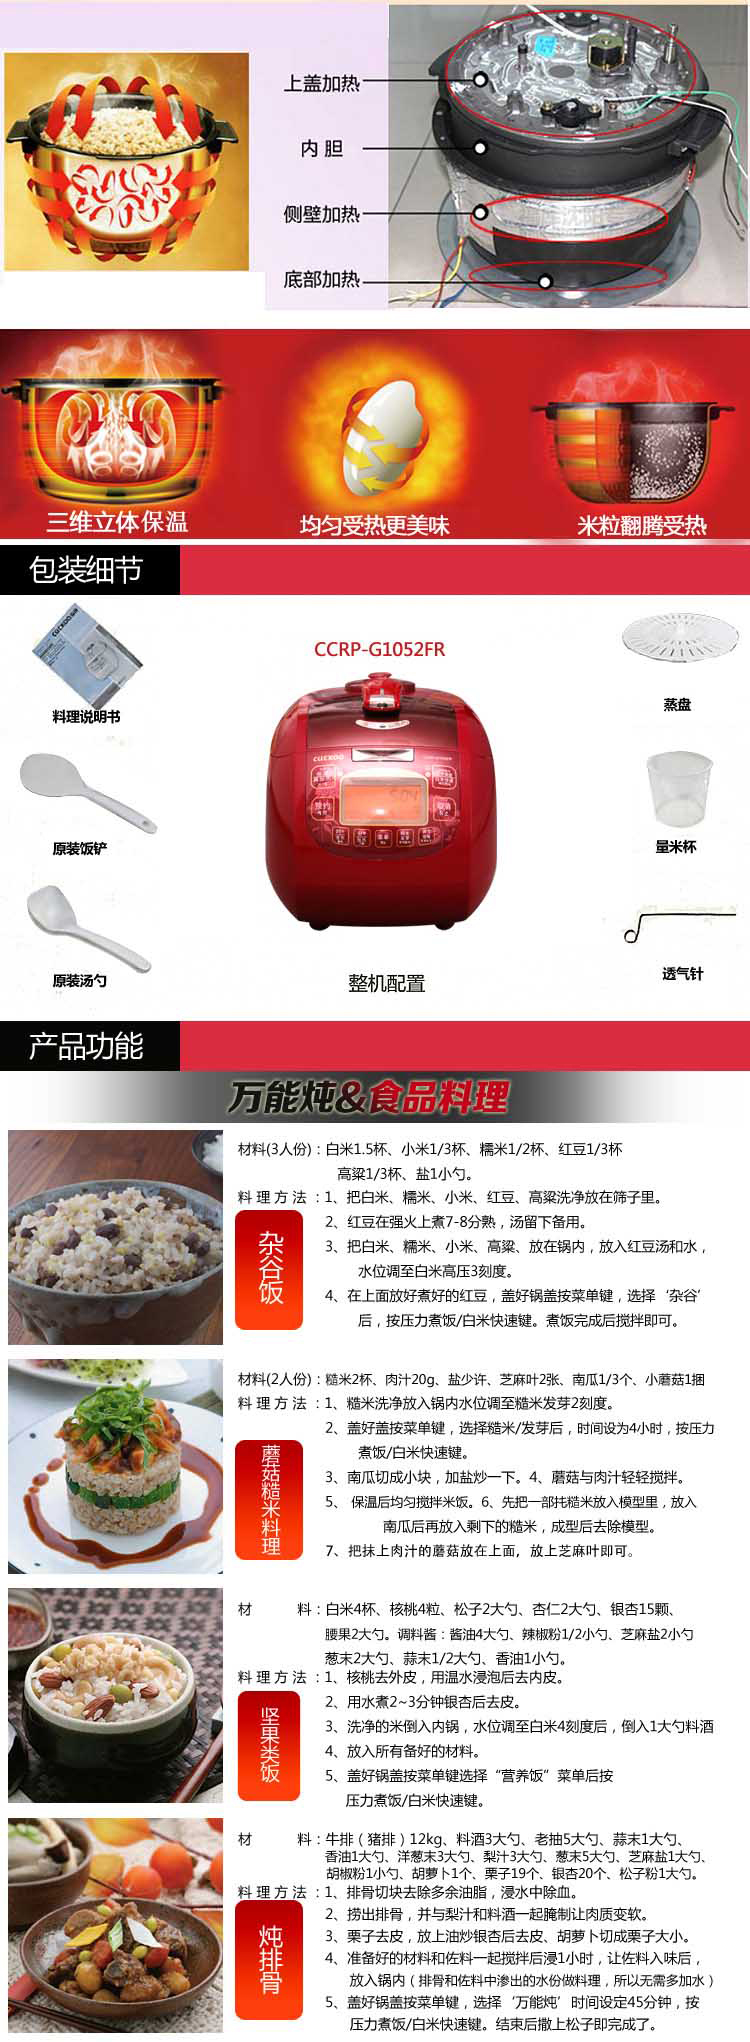 上盖加热
内 胆
侧壁加热
底部加热
三维立体保温
均匀受热更美味
米粒翻腾受热
包装细节
CUCKOO
料理说明书
CCRP-G1052FR
蒸盘
CUCKOO
预约
取消
原装饭铲
量米杯
原装汤勺
整机配置
透气针
产品功能
万能炖&食品料理
材料(3人份)：白米1.5杯、小米1/3杯、糯米1/2杯、红豆1/3杯
高粱1/3杯、盐1小勺。
料 理 方 法 ：1、把白米、糯米、小米、红豆、高粱洗净放在筛子里。
杂谷饭
2、红豆在强火上煮7-8分熟，汤留下备用。
3、把白米、糯米、小米、高粱、放在锅内，放入红豆汤和水，
水位调至白米高压3刻度。
4、在上面放好煮好的红豆，盖好锅盖按菜单键，选择‘杂谷’
后，按压力煮饭/白米快速键。煮饭完成后搅拌即可。
材料(2人份)：糙米2杯、肉汁20g、盐少许、芝麻叶2张、南瓜1/3个、小蘑菇1捆
料 理 方 法 ：1、糙米洗净放入锅内水位调至糙米发芽2刻度。
2、盖好盖按菜单键，选择糙米/发芽后，时间设为4小时，按压力
煮饭/白米快速键。
蘑菇糙米料理
3、南瓜切成小块，加盐炒一下。4、蘑菇与肉汁轻轻搅拌。
5、 保温后均匀搅拌米饭。6、先把一部扥糙米放入模型里，放入
南瓜后再放入剩下的糙米，成型后去除模型。
7、把抹上肉汁的蘑菇放在上面，放上芝麻叶即可。
材 料：白米4杯、核桃4粒、松子2大勺、杏仁2大勺、银杏15颗、
腰果2大勺。调料酱：酱油4大勺、辣椒粉1/2小勺、芝麻盐2小勺
葱末2大勺、蒜末1/2大勺、香油1小勺。
料 理 方 法 ：1、核桃去外皮，用温水浸泡后去内皮。
坚果类饭
2、用水煮2~3分钟银杏后去皮。
3、洗净的米倒入内锅，水位调至白米4刻度后，倒入1大勺料酒
4、放入所有备好的材料。
5、盖好锅盖按菜单键选择“营养饭”菜单后按
压力煮饭/白米快速键。
材 料：牛排（猪排）12kg、料酒3大勺、老抽5大勺、蒜末1大勺、
香油1大勺、洋葱末3大勺、梨汁3大勺、葱末5大勺、芝麻盐1大勺、
胡椒粉1小勺、胡萝卜1个、栗子19个、银杏20个、松子粉1大勺。
料 理 方 法 ：1、排骨切块去除多余油脂，浸水中除血。
炖排骨
2、捞出排骨，并与梨汁和料酒一起腌制让肉质变软。
3、栗子去皮，放上油炒银杏后去皮、胡萝卜切成栗子大小。
4、准备好的材料和佐料一起搅拌后浸1小时，让佐料入味后，
放入锅内（排骨和佐料中渗出的水份做料理，所以无需多加水）
5、盖好锅盖按菜单键，选择‘万能炖’时间设定45分钟，按
压力煮饭/白米快速键。结束后撒上松子即完成了。